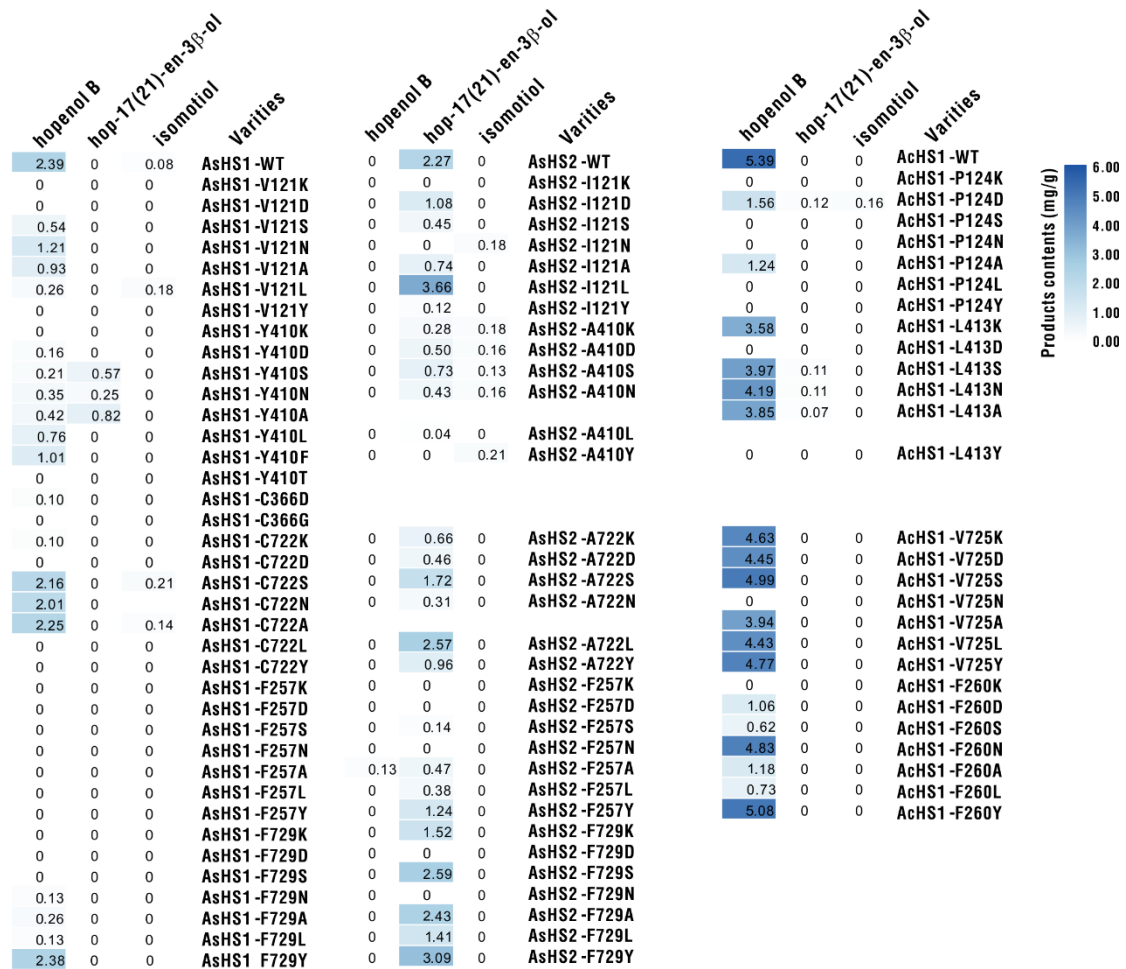 hopenol B hop-17(21)-en-3β-ol isomotiol Varities
2.39 0 0.08 AsHS1-WT
0 0 0 AsHS1-V121K
0 0 0 AsHS1-V121D
0.54 0 0 AsHS1-V121S
1.21 0 0 AsHS1-V121N
0.93 0 0 AsHS1-V121A
0.26 0 0.18 AsHS1-V121L
0 0 0 AsHS1-V121Y
0 0 0 AsHS1-Y410K
0.16 0 0 AsHS1-Y410D
0.21 0.57 0 AsHS1-Y410S
0.35 0.25 0 AsHS1-Y410N
0.42 0.82 0 AsHS1-Y410A
0.76 0 0 AsHS1-Y410L
1.01 0 0 AsHS1-Y410F
0 0 0 AsHS1-Y410T
0.10 0 0 AsHS1-C366D
0 0 0 AsHS1-C366G
0.10 0 0 AsHS1-C722K
0 0 0 AsHS1-C722D
2.16 0 0.21 AsHS1-C722S
2.01 0 AsHS1-C722N
2.25 0 0.14 AsHS1-C722A
0 0 0 AsHS1-C722L
0 0 0 AsHS1-C722Y
0 0 0 AsHS1-F257K
0 0 0 AsHS1-F257D
0 0 0 AsHS1-F257S
0 0 0 AsHS1-F257N
0 0 0 AsHS1-F257A
0 0 0 AsHS1-F257L
0 0 0 AsHS1-F257Y
0 0 0 AsHS1-F729K
0 0 0 AsHS1-F729D
0 0 0 AsHS1-F729S
0.13 0 0 AsHS1-F729N
0.26 0 0 AsHS1-F729A
0.13 0 0 AsHS1-F729L
2.38 0 0 AsHS1 F729Y
hopenol B hop-17(21)-en-3β-ol isomotiol Varities
0 2.27 0 AsHS2-WT
0 0 0 AsHS2-I121K
0 1.08 0 AsHS2-I121D
0 0.45 0 AsHS2-I121S
0 0 0.18 AsHS2-I121N
0 0.74 0 AsHS2-I121A
0 3.66 0 AsHS2-I121L
0 0.12 0 AsHS2-I121Y
0 0.28 0.18 AsHS2-A410K
0 0.50 0.16 AsHS2-A410D
0 0.73 0.13 AsHS2-A410S
0 0.43 0.16 AsHS2-A410N
0 0.04 0 AsHS2-A410L
0 0 0.21 AsHS2-A410Y
0 0.66 0 AsHS2-A722K
0 0.46 0 AsHS2-A722D
0 1.72 0 AsHS2-A722S
0 0.31 0 AsHS2-A722N
0 2.57 0 AsHS2-A722L
0 0.96 0 AsHS2-A722Y
0 0 0 AsHS2-F257K
0 0 0 AsHS2-F257D
0 0.14 0 AsHS2-F257S
0 0 0 AsHS2-F257N
0.13 0.47 0 AsHS2-F257A
0 0.38 0 AsHS2-F257L
0 1.24 0 AsHS2-F257Y
0 1.52 0 AsHS2-F729K
0 0 0 AsHS2-F729D
0 2.59 0 AsHS2-F729S
0 0 0 AsHS2-F729N
0 2.43 0 AsHS2-F729A
0 1.41 0 AsHS2-F729L
0 3.09 0 AsHS2-F729Y
hopenol B hop-17(21)-en-3β-ol isomotiol Varities
5.39 0 0 AcHS1-WT
0 0 0 AcHS1-P124K
1.56 0.12 0.16 AcHS1-P124D
0 0 0 AcHS1-P124S
0 0 0 AcHS1-P124N
1.24 0 0 AcHS1-P124A
0 0 0 AcHS1-P124L
0 0 0 AcHS1-P124Y
3.58 0 0 AcHS1-L413K
0 0 0 AcHS1-L413D
3.97 0.11 0 AcHS1-L413S
4.19 0.11 0 AcHS1-L413N
3.85 0.07 0 AcHS1-L413A
0 0 0 AcHS1-L413Y
4.63 0 0 AcHS1-V725K
4.45 0 0 AcHS1-V725D
4.99 0 0 AcHS1-V725S
0 0 0 AcHS1-V725N
3.94 0 0 AcHS1-V725A
4.43 0 0 AcHS1-V725L
4.77 0 0 AcHS1-V725Y
0 0 0 AcHS1-F260K
1.06 0 0 AcHS1-F260D
0.62 0 0 AcHS1-F260S
4.83 0 0 AcHS1-F260N
1.18 0 0 AcHS1-F260A
0.73 0 0 AcHS1-F260L
5.08 0 0 AcHS1-F260Y
Products contents (mg/g)
6.00
5.00
4.00
3.00
2.00
1.00
0.00